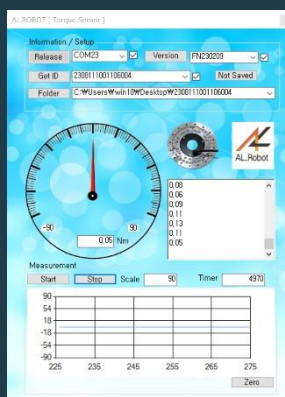 AL.ROBOT [ Torque Sensor ]
Information / Setup
Release COM23 Version FN230209
Get ID 2308111001106004 Not Saved
Folder C:₩Users₩win10₩Desktop₩2308111001106004
AL.Robot
-90 90
0,05 Nm
0,08
0,06
0,09
0,11
0,13
0,11
0,05
Measurement
Start Stop Scale 90 Timer 4970
90
54
18
-18
-54
-90
225 235 245 255 265 275
Zero